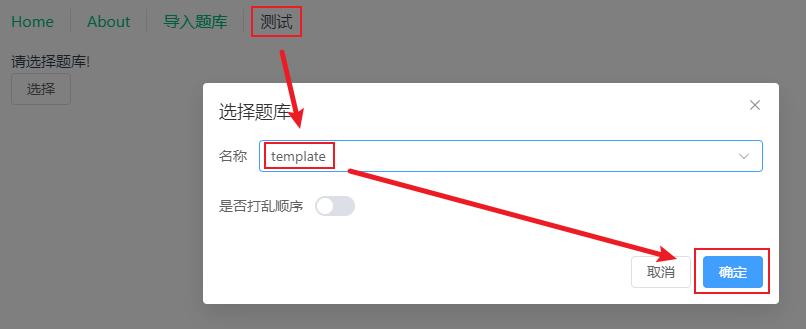 Home About 导入题库 测试
请选择题库!
选择
选择题库
名称 template
是否打乱顺序
取消 确定